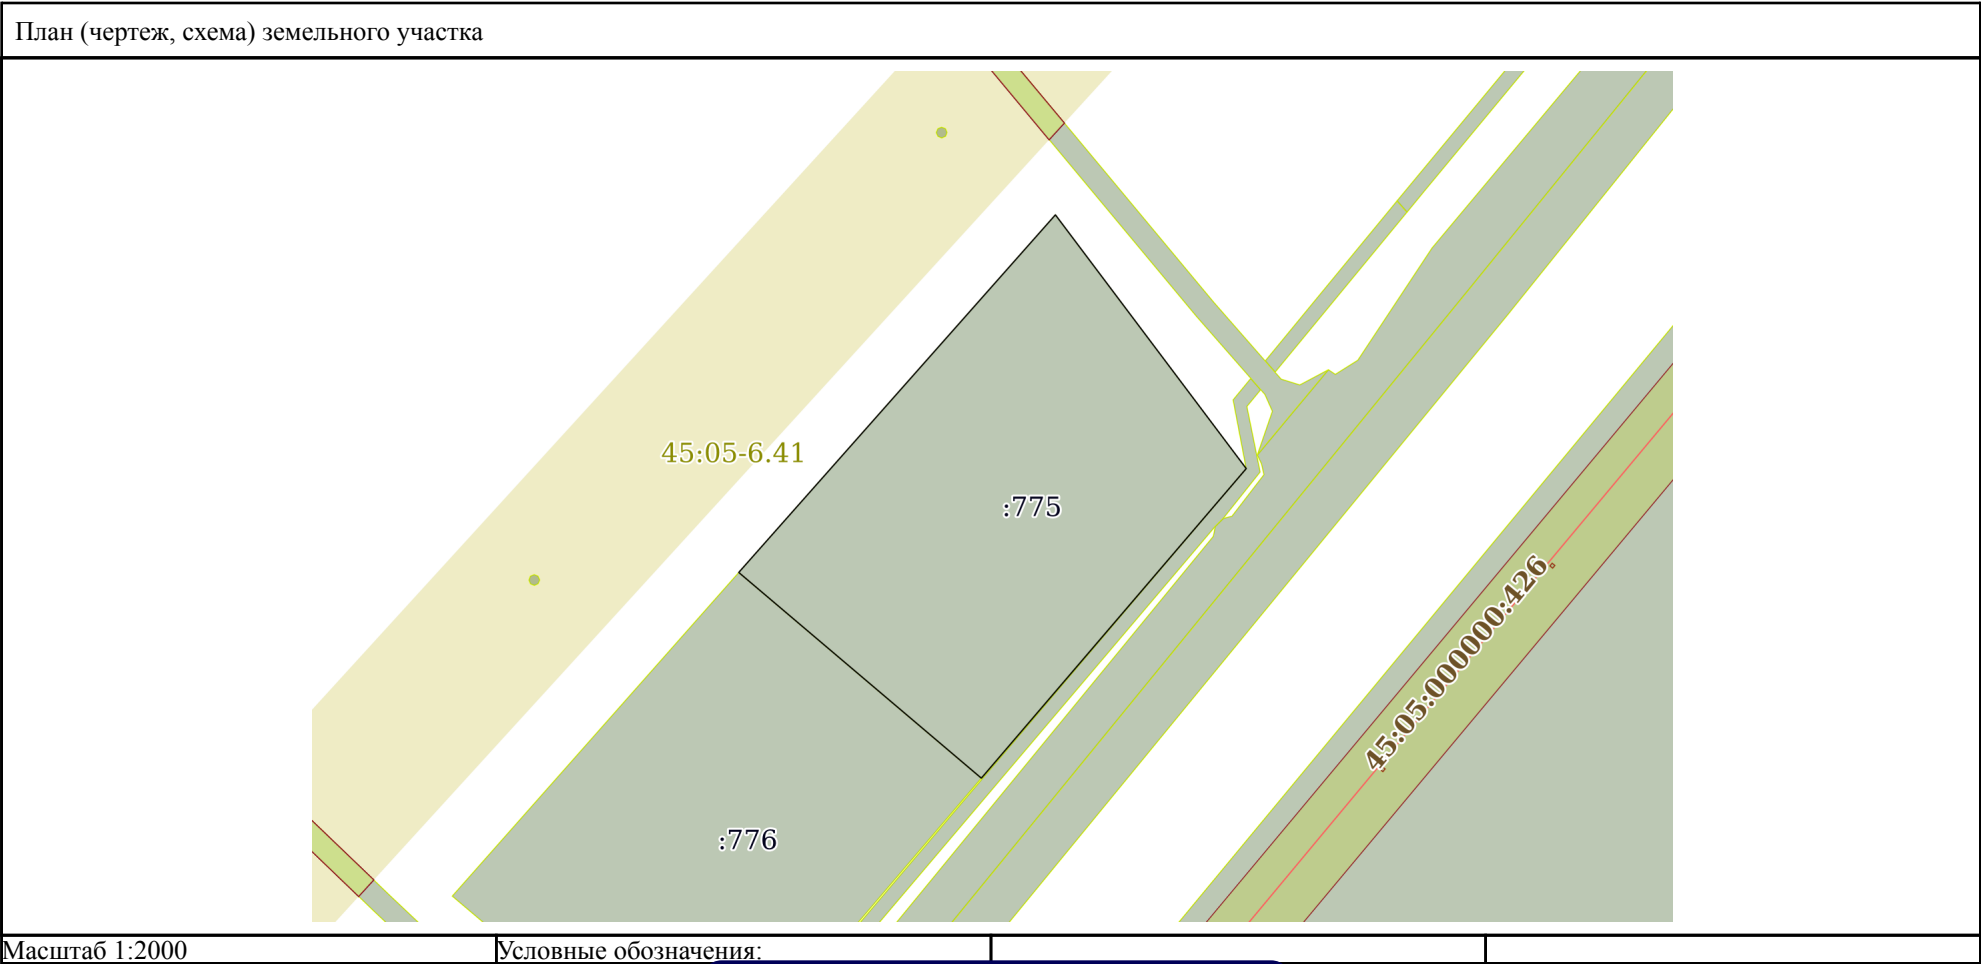 План (чертеж, схема) земельного участка
45:05-6.41
:775
45:05:000000:426
:776
Масштаб 1:2000
Условные обозначения: